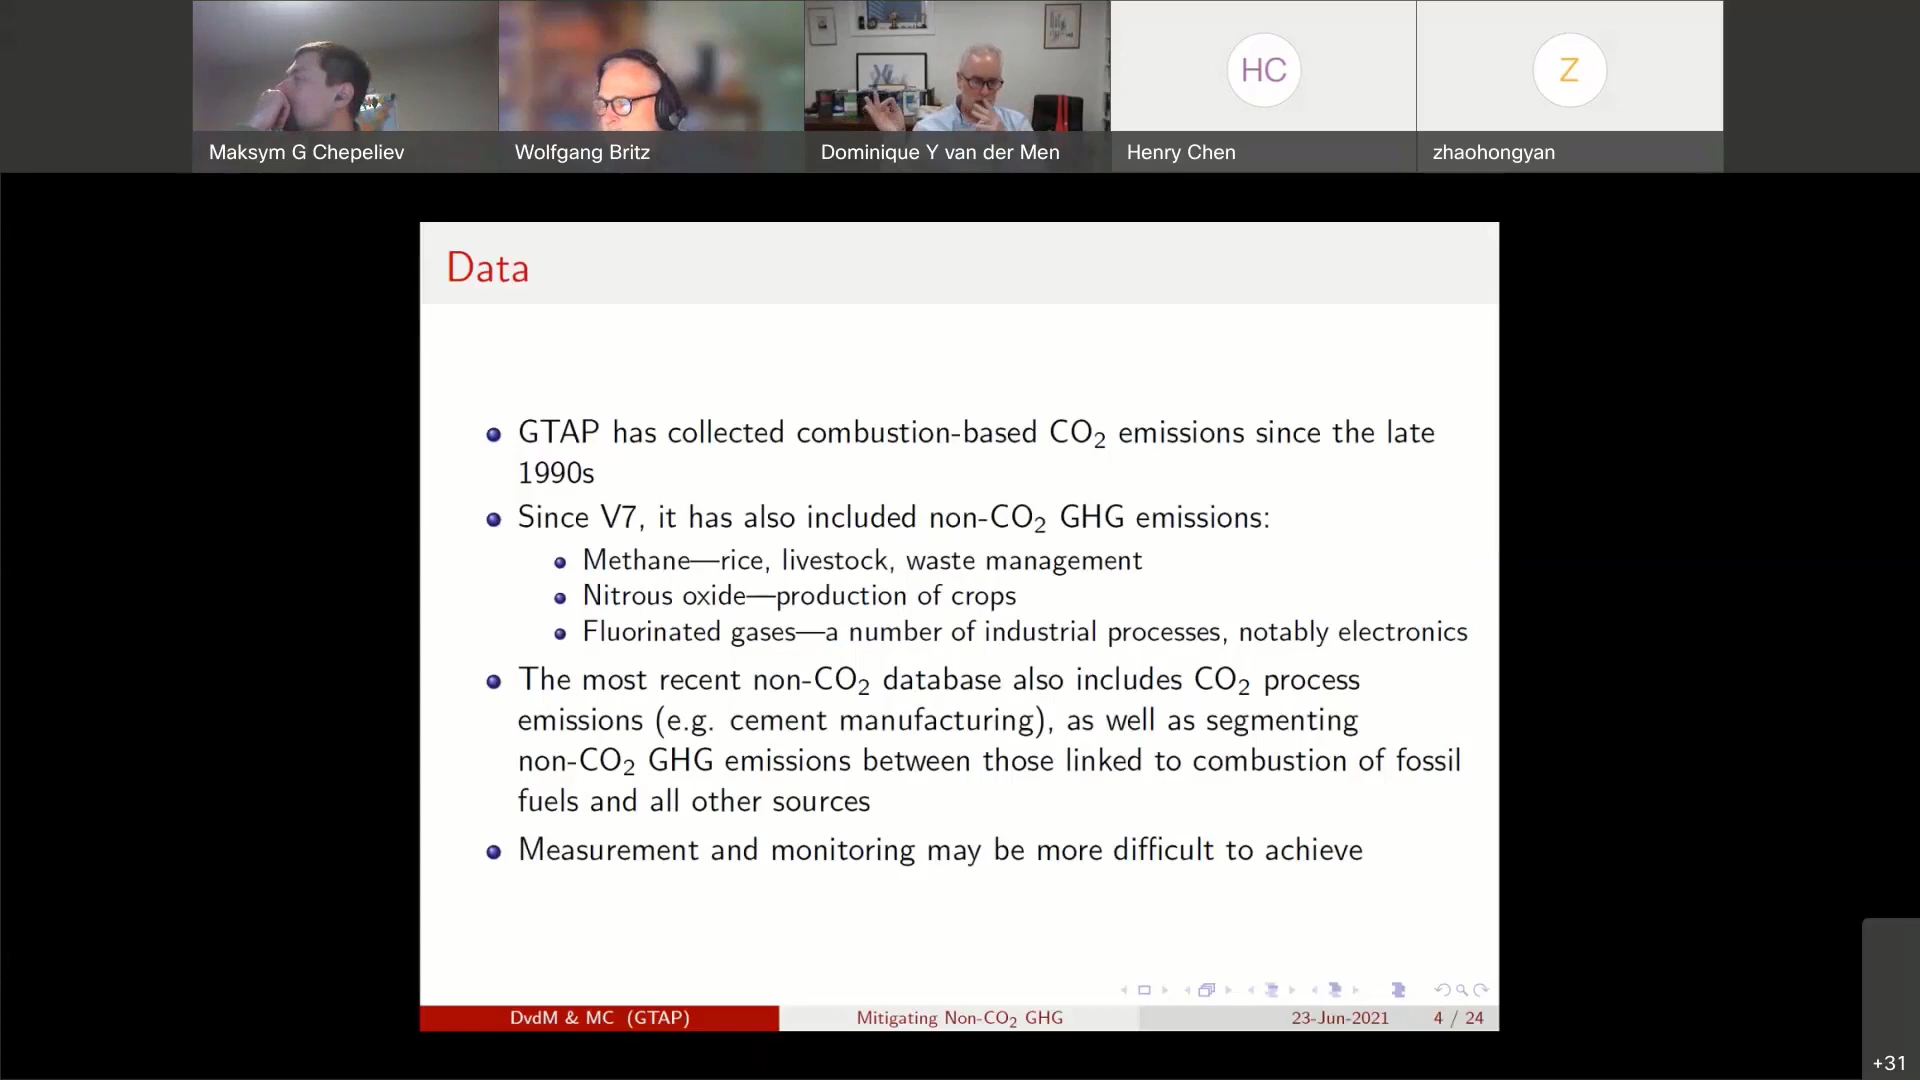 Maksym G Chepeliev
Wolfgang Britz
Dominique Y van der Men
HC
Henry Chen
Z
zhaohongyan
Data
GTAP has collected combustion-based CO₂ emissions since the late
1990s
Since V7, it has also included non-CO₂ GHG emissions:
Methane—rice, livestock, waste management
Nitrous oxide—production of crops
Fluorinated gases—a number of industrial processes, notably electronics
The most recent non-CO₂ database also includes CO₂ process
emissions (e.g. cement manufacturing), as well as segmenting
non-CO₂ GHG emissions between those linked to combustion of fossil
fuels and all other sources
Measurement and monitoring may be more difficult to achieve
DvdM & MC (GTAP)
Mitigating Non-CO₂ GHG
23-Jun-2021
4 / 24
+31